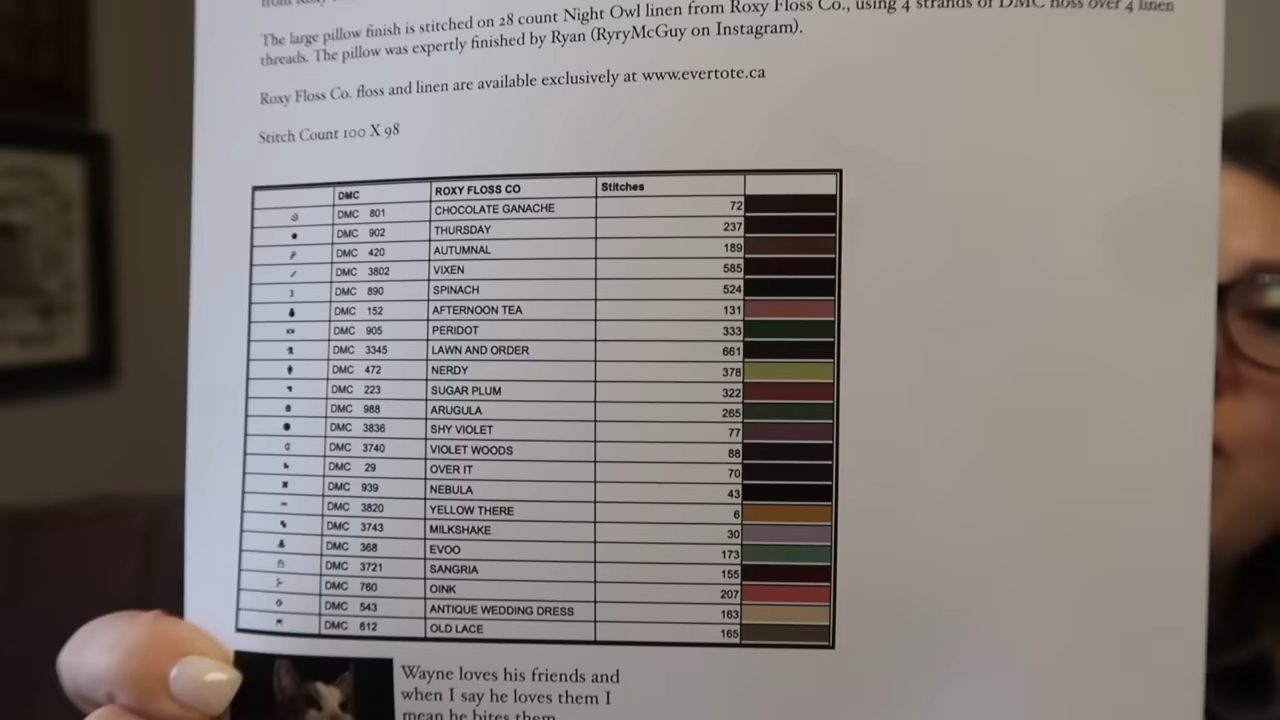 The large pillow finish is stitched on 28 count Night Owl linen from Roxy Floss Co., using 4 strands of DMC floss over 4 linen
threads. The pillow was expertly finished by Ryan (RyryMcGuy on Instagram).
Roxy Floss Co. floss and linen are available exclusively at www.evertote.ca
Stitch Count 100 X 98
DMC ROXY FLOSS CO Stitches
DMC 801 CHOCOLATE GANACHE 72
DMC 902 THURSDAY 237
DMC 420 AUTUMNAL 189
DMC 3802 VIXEN 585
DMC 890 SPINACH 524
DMC 152 AFTERNOON TEA 131
DMC 905 PERIDOT 333
DMC 3345 LAWN AND ORDER 661
DMC 472 NERDY 378
DMC 223 SUGAR PLUM 322
DMC 988 ARUGULA 265
DMC 3836 SHY VIOLET 77
DMC 3740 VIOLET WOODS 88
DMC 29 OVER IT 70
DMC 939 NEBULA 43
DMC 3820 YELLOW THERE 6
DMC 3743 MILKSHAKE 30
DMC 368 EVOO 173
DMC 3721 SANGRIA 155
DMC 760 OINK 207
DMC 543 ANTIQUE WEDDING DRESS 163
DMC 612 OLD LACE 165
Wayne loves his friends and
when I say he loves them I
mean he bites them